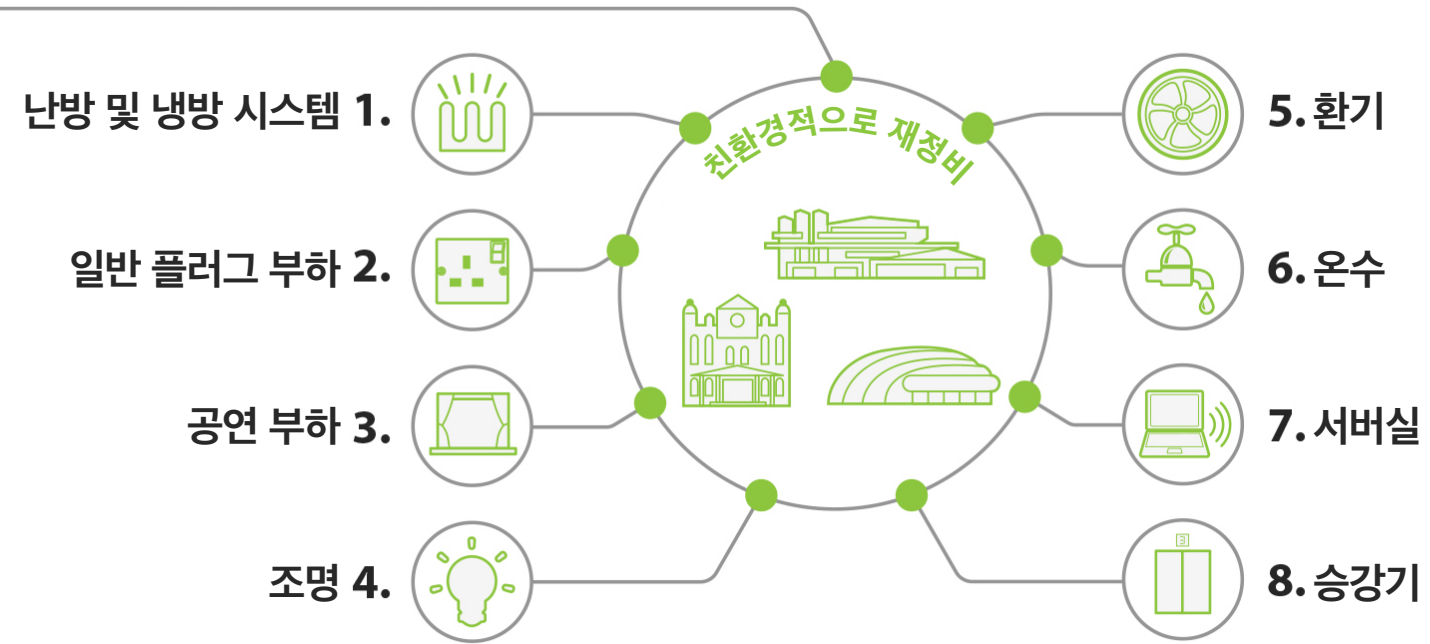 친환경적으로 재정비
난방 및 냉방 시스템 1.
일반 플러그 부하 2.
공연 부하 3.
조명 4.
5. 환기
6. 온수
7. 서버실
8. 승강기
3